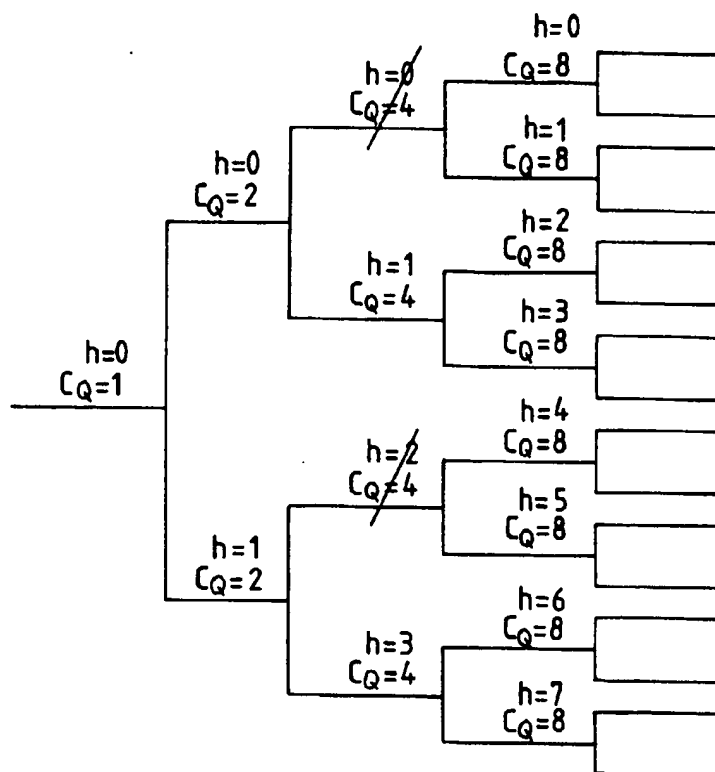 h=0
C_Q=1
h=0
C_Q=2
h=1
C_Q=2
h=0
C_Q=4
h=1
C_Q=4
h=2
C_Q=4
h=3
C_Q=4
h=0
C_Q=8
h=1
C_Q=8
h=2
C_Q=8
h=3
C_Q=8
h=4
C_Q=8
h=5
C_Q=8
h=6
C_Q=8
h=7
C_Q=8